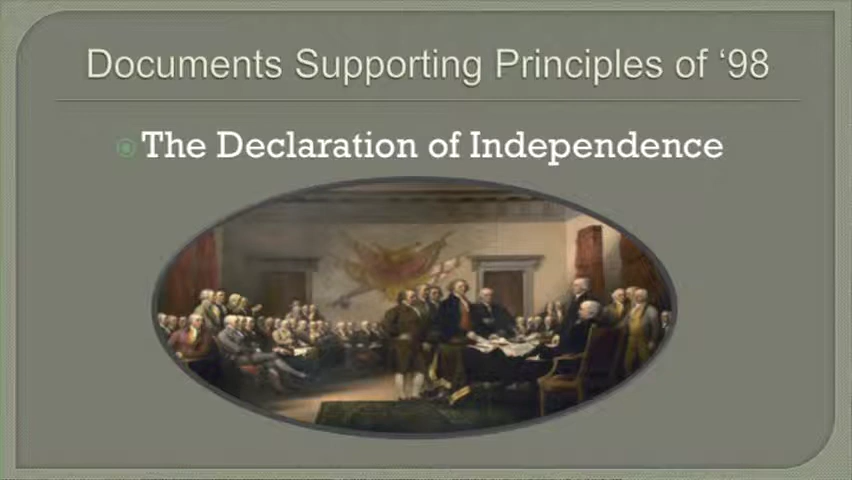 Documents Supporting Principles of ‘98
The Declaration of Independence